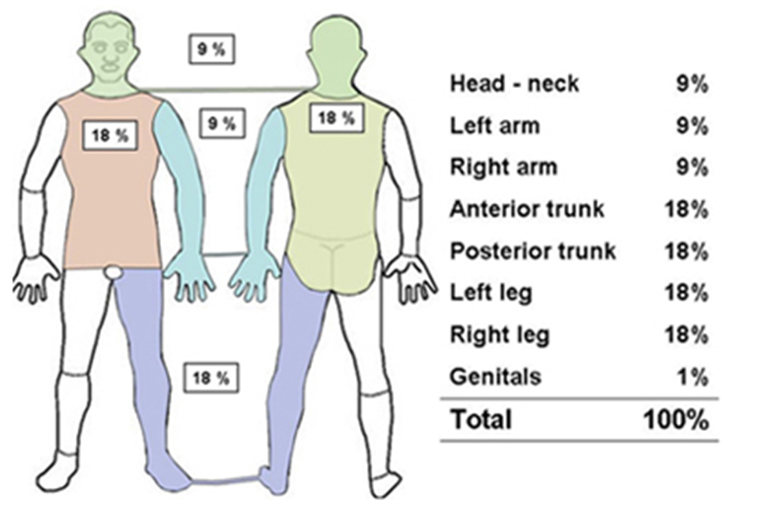 9 %
9 %
18 %
18 %
18 %
Head - neck 9%
Left arm 9%
Right arm 9%
Anterior trunk 18%
Posterior trunk 18%
Left leg 18%
Right leg 18%
Genitals 1%
Total 100%